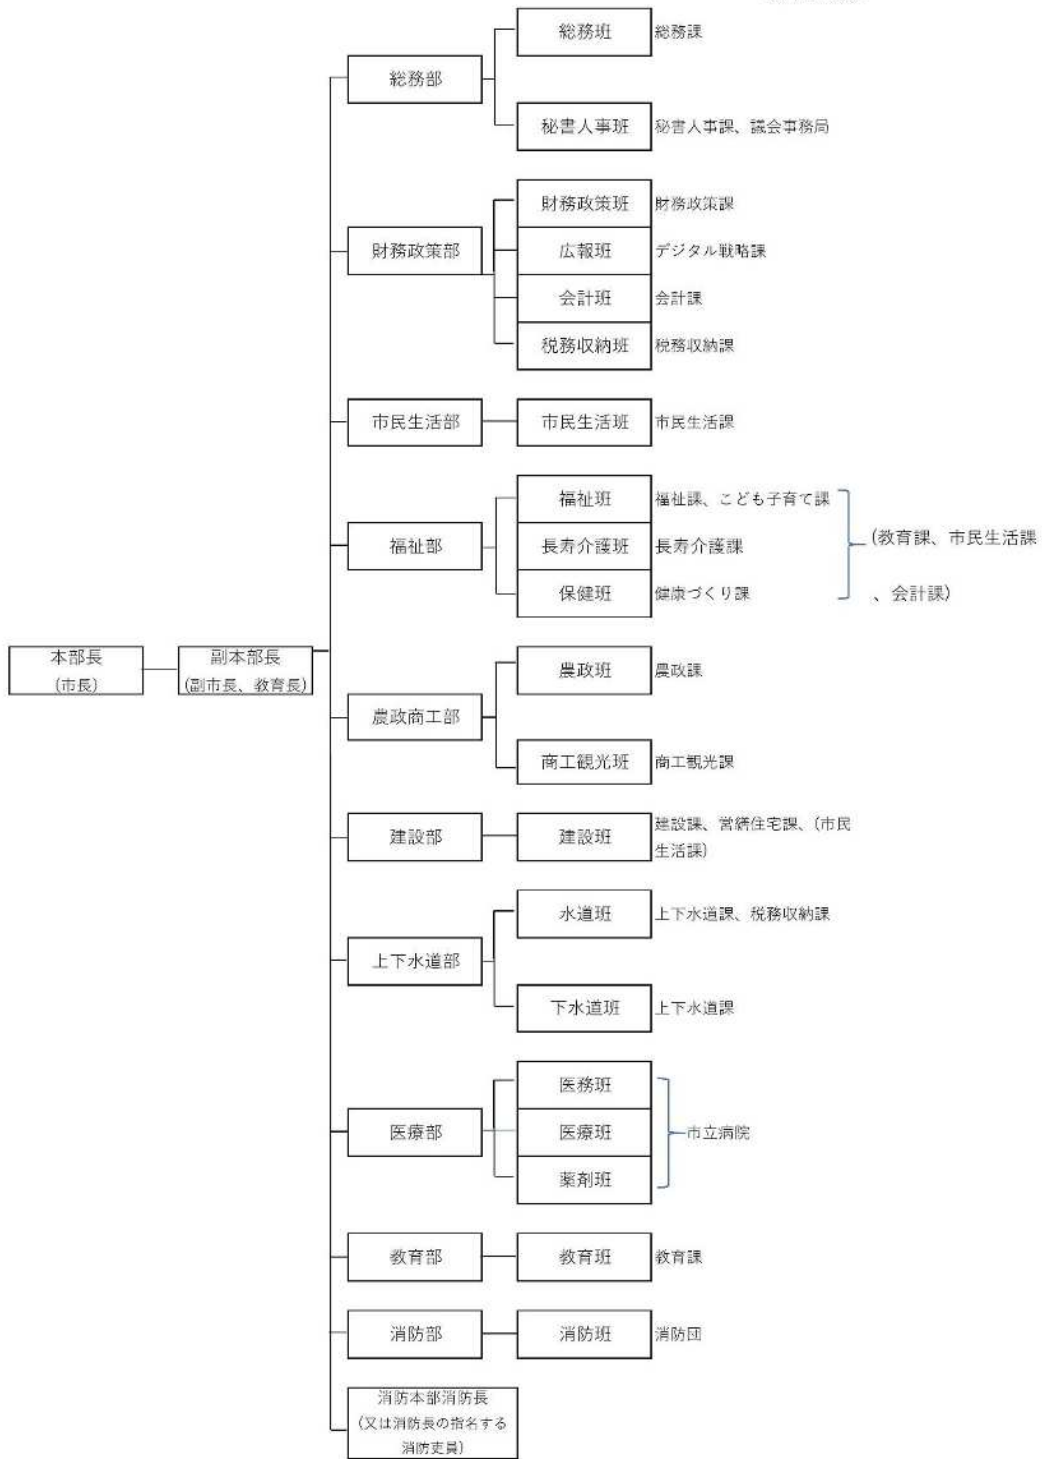 総務班 総務課
総務部
秘書人事班 秘書人事課、議会事務局
財務政策班 財務政策課
財務政策部 広報班 デジタル戦略課
会計班 会計課
税務収納班 税務収納課
市民生活部 市民生活班 市民生活課
福祉班 福祉課、こども子育て課
福祉部 長寿介護班 長寿介護課 (教育課、市民生活課
保健班 健康づくり課 、会計課)
本部長 副本部長
(市長) (副市長、教育長)
農政班 農政課
農政商工部
商工観光班 商工観光課
建設部 建設班 建設課、営繕住宅課、(市民
生活課)
水道班 上下水道課、税務収納課
上下水道部
下水道班 上下水道課
医務班
医療部 医療班 市立病院
薬剤班
教育部 教育班 教育課
消防部 消防班 消防団
消防本部消防長
(又は消防長の指名する
消防吏員)